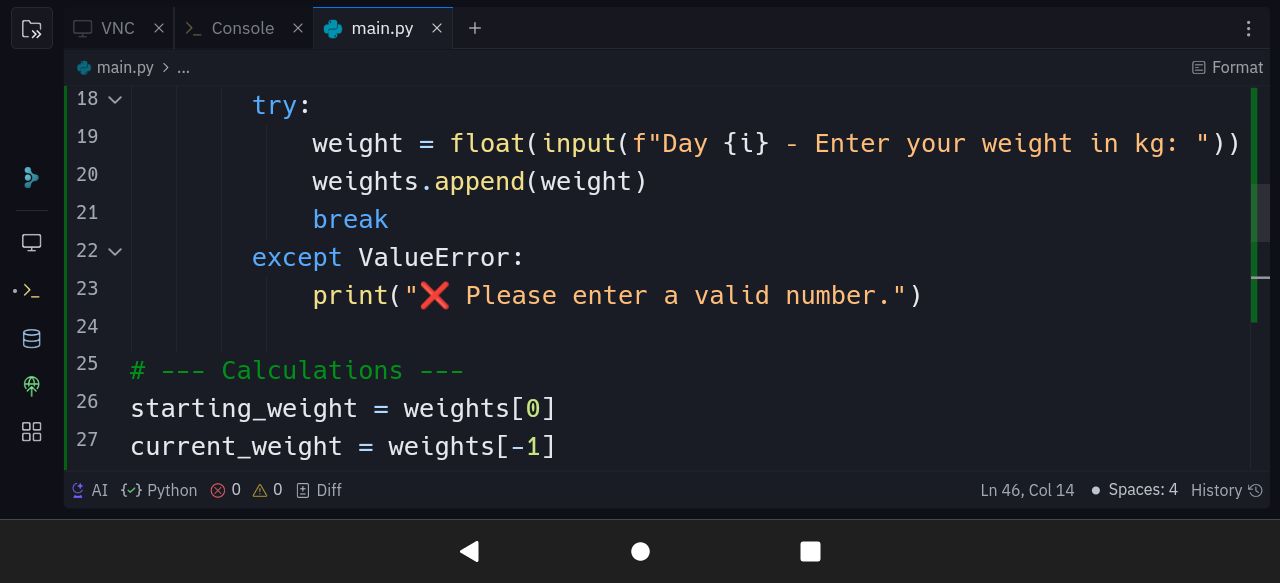 VNC Console main.py
main.py > ... Format
18 try:
19 weight = float(input(f"Day {i} - Enter your weight in kg: "))
20 weights.append(weight)
21 break
22 except ValueError:
23 print("❌ Please enter a valid number.")
24
25 # --- Calculations ---
26 starting_weight = weights[0]
27 current_weight = weights[-1]
AI Python 0 0 Diff Ln 46, Col 14 Spaces: 4 History